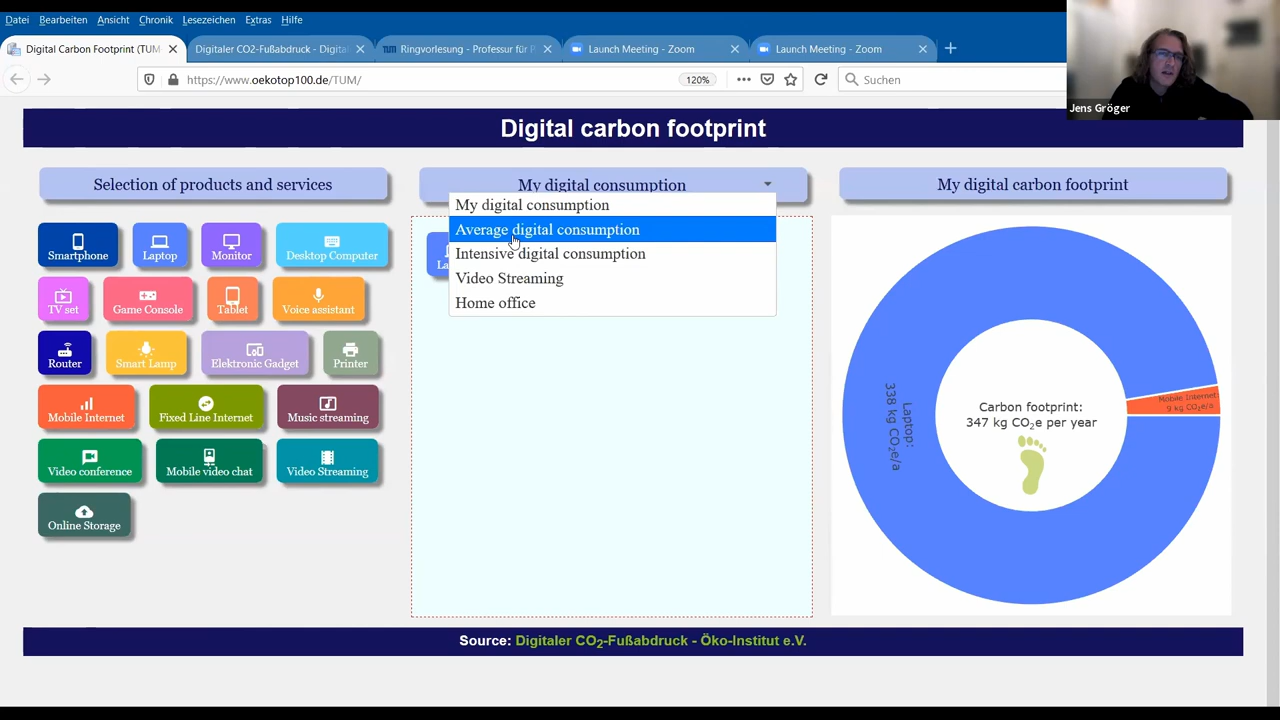 Datei Bearbeiten Ansicht Chronik Lesezeichen Extras Hilfe
Digital Carbon Footprint (TUM
Digitaler CO2-Fußabdruck - Digita
TUM Ringvorlesung - Professur für P
Launch Meeting - Zoom
Launch Meeting - Zoom
https://www.oekotop100.de/TUM/
120%
Suchen
Jens Gröger
Digital carbon footprint
Selection of products and services
Smartphone
Laptop
Monitor
Desktop Computer
TV set
Game Console
Tablet
Voice assistant
Router
Smart Lamp
Elektronic Gadget
Printer
Mobile Internet
Fixed Line Internet
Music streaming
Video conference
Mobile video chat
Video Streaming
Online Storage
My digital consumption
My digital consumption
Average digital consumption
Intensive digital consumption
Video Streaming
Home office
La
My digital carbon footprint
Laptop:
338 kg CO₂e/a
Mobile Internet:
9 kg CO₂e/a
Carbon footprint:
347 kg CO₂e per year
Source: Digitaler CO₂-Fußabdruck - Öko-Institut e.V.